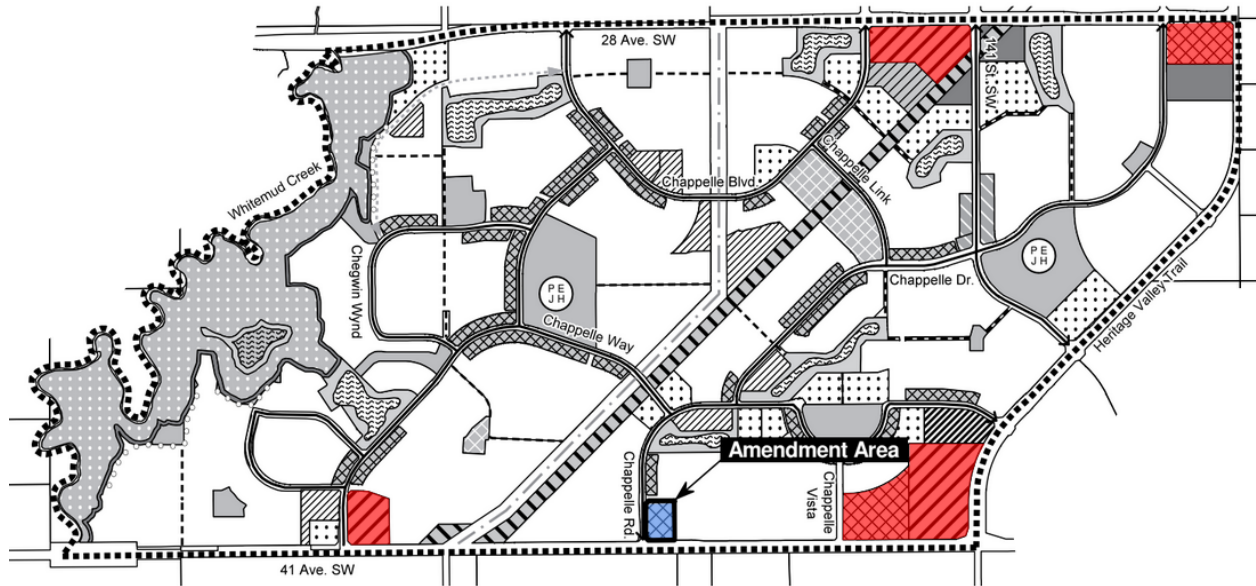 28 Ave. SW
141 St. SW
Whitemud Creek
Chappelle Blvd
Chappelle Link
Chegwin Wynd
P E
J H
P E
J H
Chappelle Dr.
Heritage Valley Trail
Chappelle Way
Amendment Area
Chappelle Rd.
Chappelle
Vista
41 Ave. SW